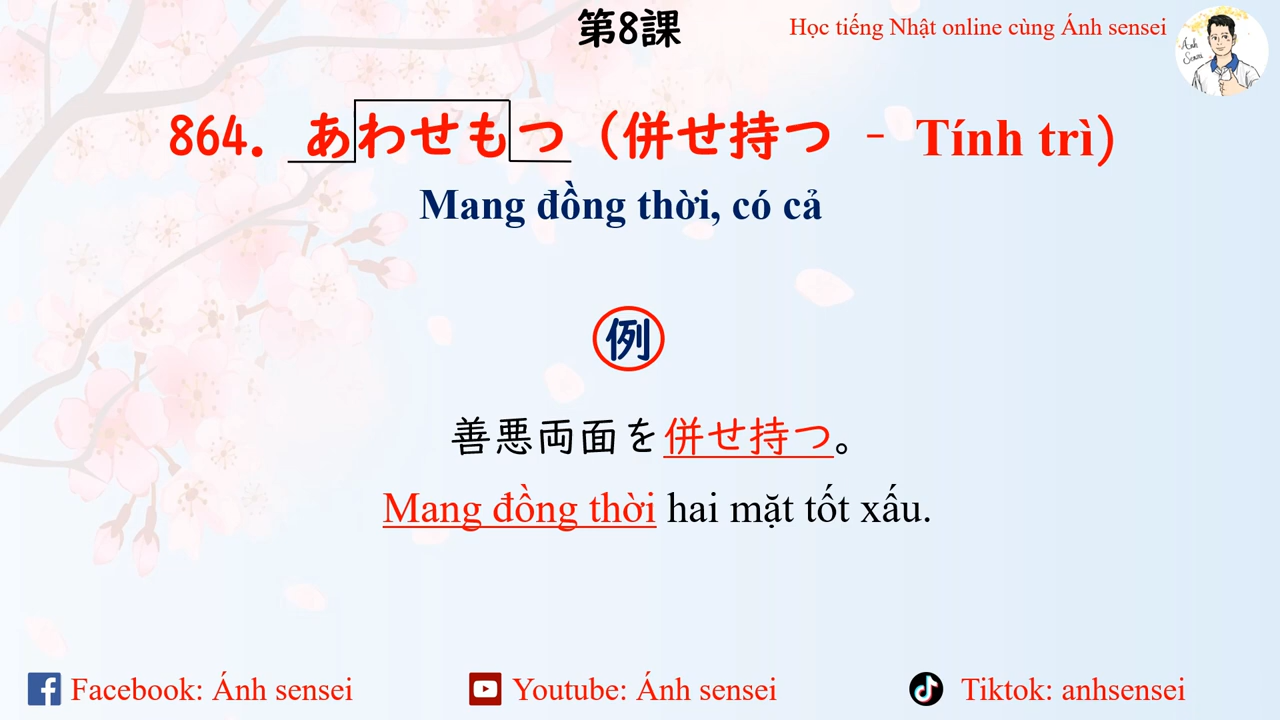 第8課
Học tiếng Nhật online cùng Ánh sensei
Ánh Sensei
864. あわせもつ（併せ持つ - Tính trì）
Mang đồng thời, có cả
例
善悪両面を併せ持つ。
Mang đồng thời hai mặt tốt xấu.
Facebook: Ánh sensei
Youtube: Ánh sensei
Tiktok: anhsensei